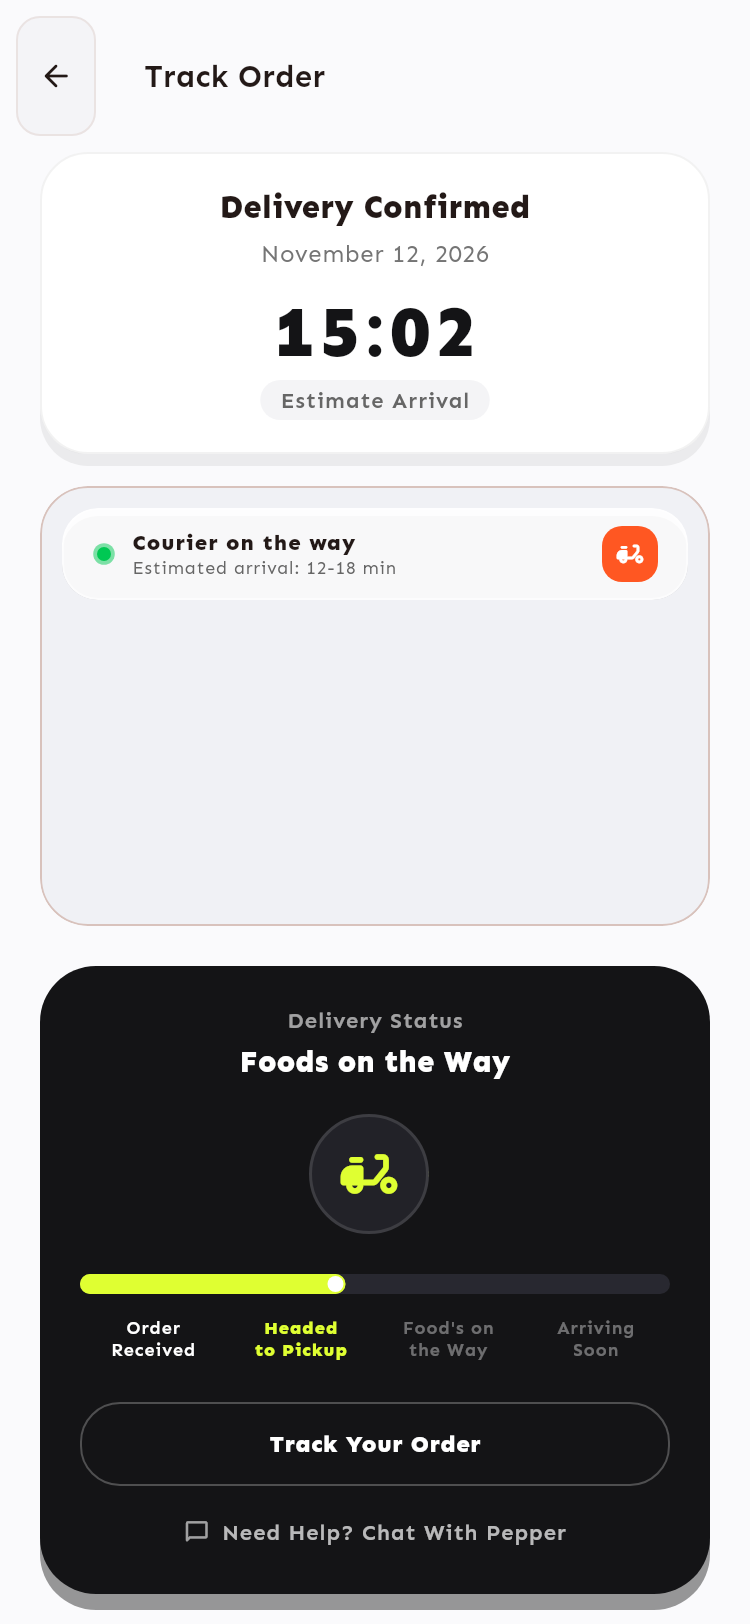 Track Order
Delivery Confirmed
November 12, 2026
15:02
Estimate Arrival
Courier on the way
Estimated arrival: 12-18 min
Delivery Status
Foods on the Way
Order
Received
Headed
to Pickup
Food's on
the Way
Arriving
Soon
Track Your Order
Need Help? Chat With Pepper